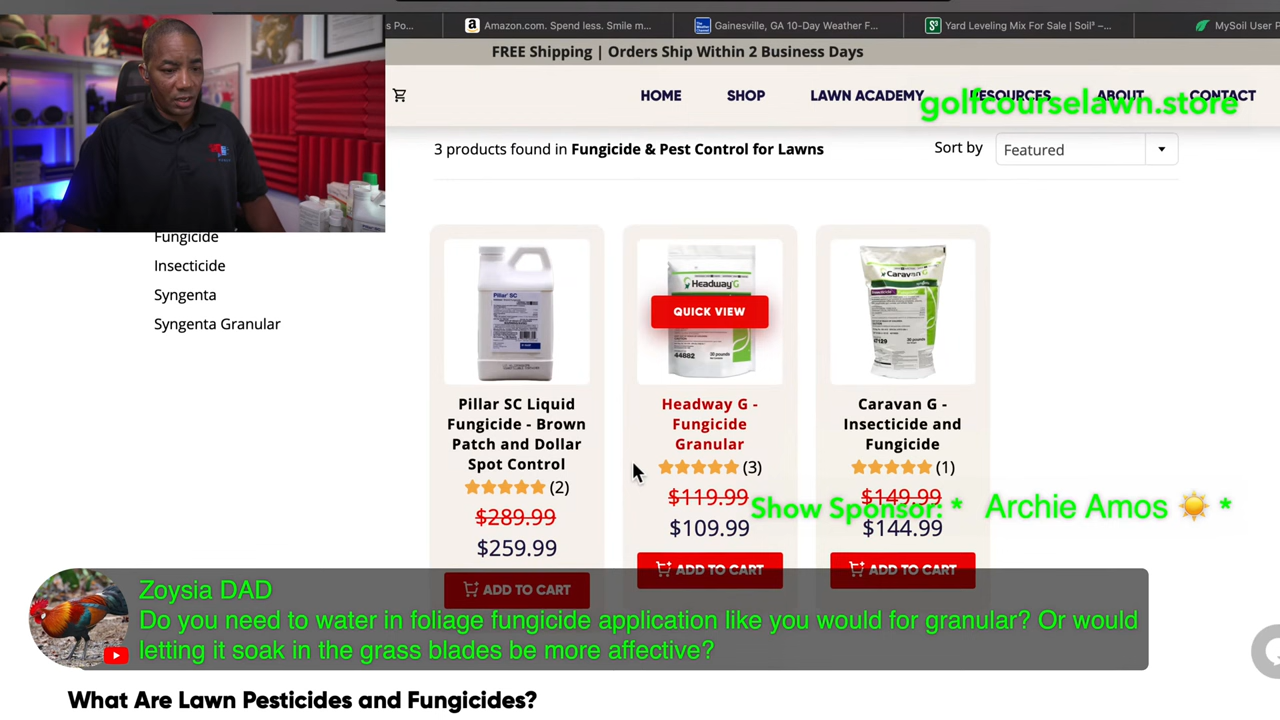 s Po...
Amazon.com. Spend less. Smile m...
Gainesville, GA 10-Day Weather F...
Yard Leveling Mix For Sale | Soil³ –...
MySoil User P
FREE Shipping | Orders Ship Within 2 Business Days
HOME
SHOP
LAWN ACADEMY
RESOURCES
ABOUT
CONTACT
golfcourselawn.store
3 products found in Fungicide & Pest Control for Lawns
Sort by
Featured
Fungicide
Insecticide
Syngenta
Syngenta Granular
Pillar SC
Headway G
QUICK VIEW
44882
Caravan G
47129
Pillar SC Liquid
Fungicide - Brown
Patch and Dollar
Spot Control
(2)
$289.99
$259.99
ADD TO CART
Headway G -
Fungicide
Granular
(3)
$119.99
$109.99
ADD TO CART
Caravan G -
Insecticide and
Fungicide
(1)
$149.99
$144.99
ADD TO CART
Show Sponsor: * Archie Amos ☀️ *
Zoysia DAD
Do you need to water in foliage fungicide application like you would for granular? Or would
letting it soak in the grass blades be more affective?
What Are Lawn Pesticides and Fungicides?